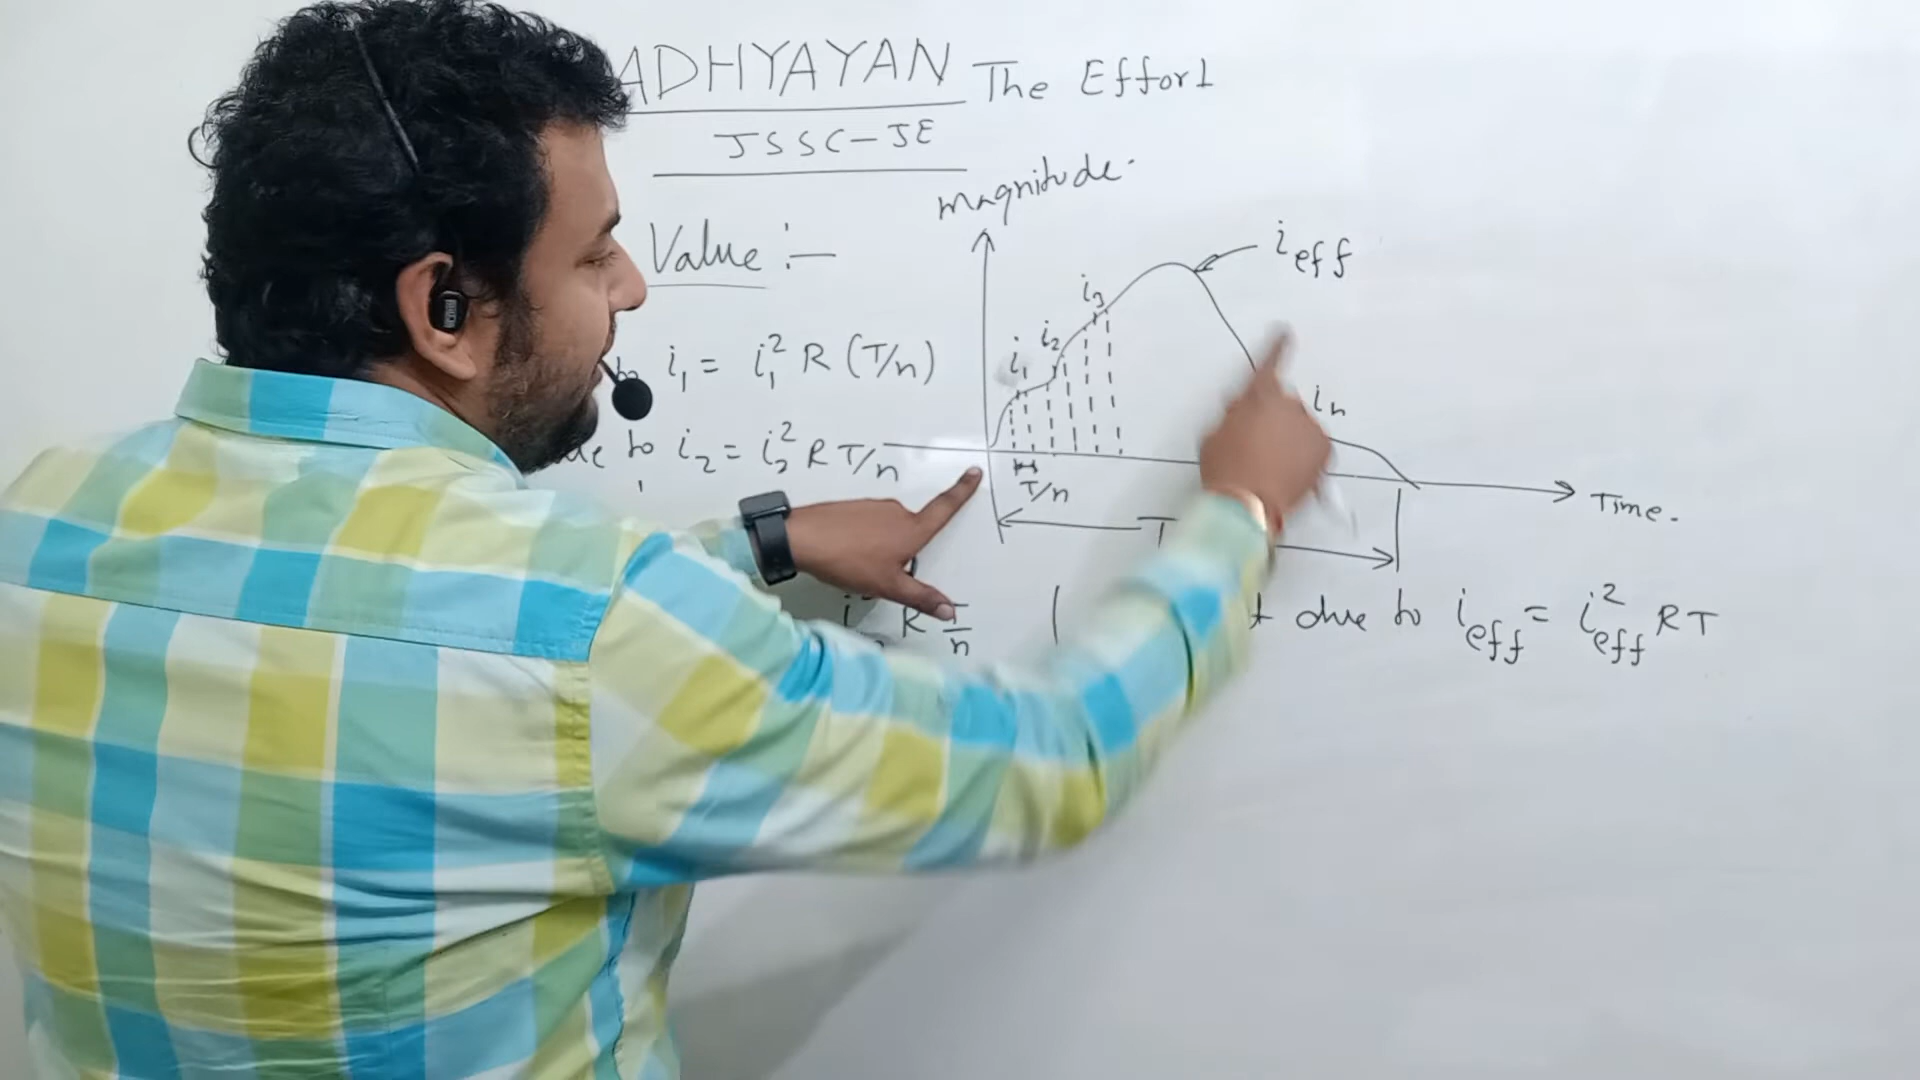 ADHYAYAN The Effort
JSSC-JE
magnitude.
Value :-
i_eff
i_3
i_2
i_1
to i_1 = i_1^2 R (T/n)
i_n
to i_2 = i_2^2 R T/n
T/n
Time.
T
R T/n
due to i_eff = i_eff^2 RT